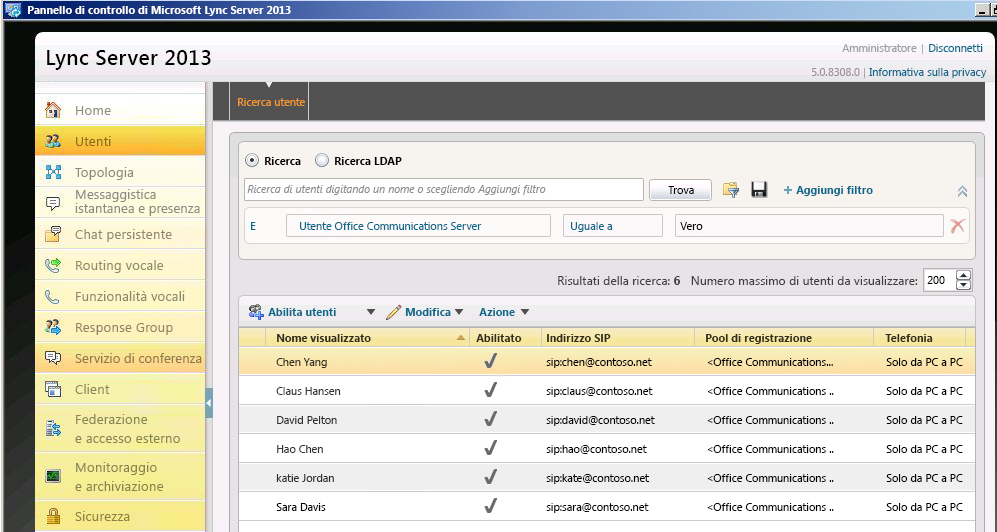 Pannello di controllo di Microsoft Lync Server 2013
Lync Server 2013
Amministratore | Disconnetti
5.0.8308.0 | Informativa sulla privacy
Home
Utenti
Topologia
Messaggistica
istantanea e presenza
Chat persistente
Routing vocale
Funzionalità vocali
Response Group
Servizio di conferenza
Client
Federazione
e accesso esterno
Monitoraggio
e archiviazione
Sicurezza
Ricerca utente
Ricerca Ricerca LDAP
Ricerca di utenti digitando un nome o scegliendo Aggiungi filtro Trova + Aggiungi filtro
E Utente Office Communications Server Uguale a Vero
Risultati della ricerca: 6 Numero massimo di utenti da visualizzare: 200
Abilita utenti Modifica Azione
Nome visualizzato Abilitato Indirizzo SIP Pool di registrazione Telefonia
Chen Yang sip:chen@contoso.net <Office Communications... Solo da PC a PC
Claus Hansen sip:claus@contoso.net <Office Communications .. Solo da PC a PC
David Pelton sip:david@contoso.net <Office Communications .. Solo da PC a PC
Hao Chen sip:hao@contoso.net <Office Communications .. Solo da PC a PC
katie Jordan sip:kate@contoso.net <Office Communications .. Solo da PC a PC
Sara Davis sip:sara@contoso.net <Office Communications .. Solo da PC a PC